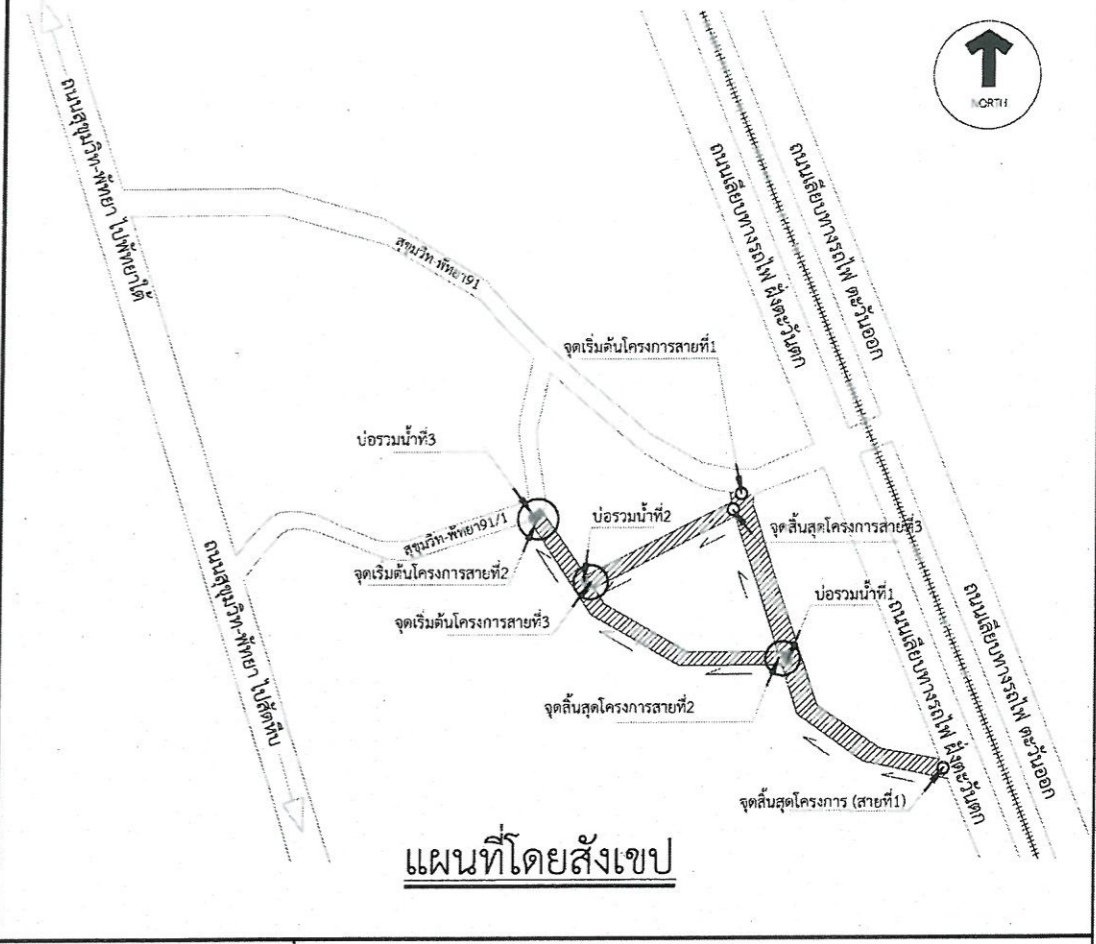 NORTH
ถนนสุขุมวิท-พัทยา ไปพัทยาใต้
ถนนเลียบทางรถไฟ ฝั่งตะวันตก
ถนนเลียบทางรถไฟ ตะวันออก
สุขุมวิท-พัทยา91
จุดเริ่มต้นโครงการสายที่1
บ่อรวมน้ำที่3
บ่อรวมน้ำที่2
จุดสิ้นสุดโครงการสายที่3
สุขุมวิท-พัทยา91/1
จุดเริ่มต้นโครงการสายที่2
บ่อรวมน้ำที่1
จุดเริ่มต้นโครงการสายที่3
ถนนสุขุมวิท-พัทยา ไปสัตหีบ
ถนนเลียบทางรถไฟ ฝั่งตะวันตก
ถนนเลียบทางรถไฟ ตะวันออก
จุดสิ้นสุดโครงการสายที่2
จุดสิ้นสุดโครงการ (สายที่1)
แผนที่โดยสังเขป